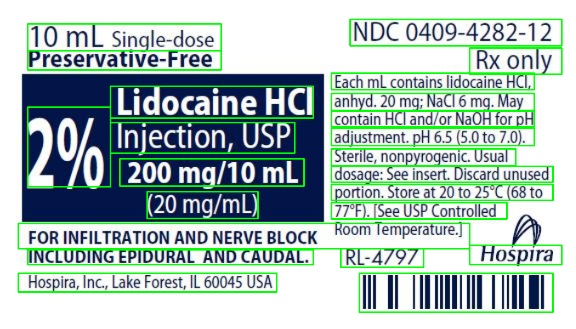 10 mL Single-dose
Preservative-Free
2%
Lidocaine HCl
Injection, USP
200 mg/10 mL
(20 mg/mL)
FOR INFILTRATION AND NERVE BLOCK
INCLUDING EPIDURAL AND CAUDAL.
Hospira, Inc., Lake Forest, IL 60045 USA
NDC 0409-4282-12
Rx only
Each mL contains lidocaine HCl,
anhyd. 20 mg; NaCl 6 mg. May
contain HCl and/or NaOH for pH
adjustment. pH 6.5 (5.0 to 7.0).
Sterile, nonpyrogenic. Usual
dosage: See insert. Discard unused
portion. Store at 20 to 25°C (68 to
77°F). [See USP Controlled
Room Temperature.]
RL-4797
Hospira